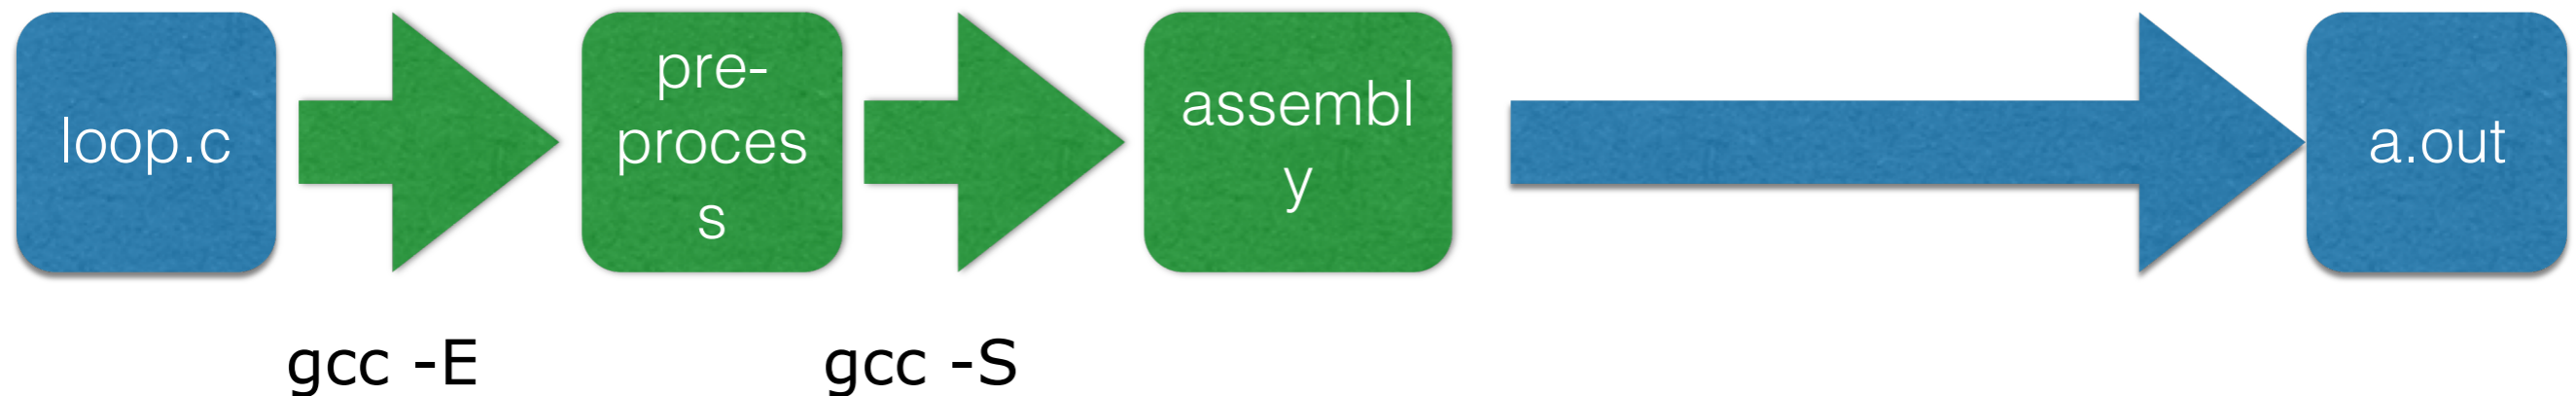 loop.c
pre-
proces
s
assembl
y
a.out
gcc -E
gcc -S